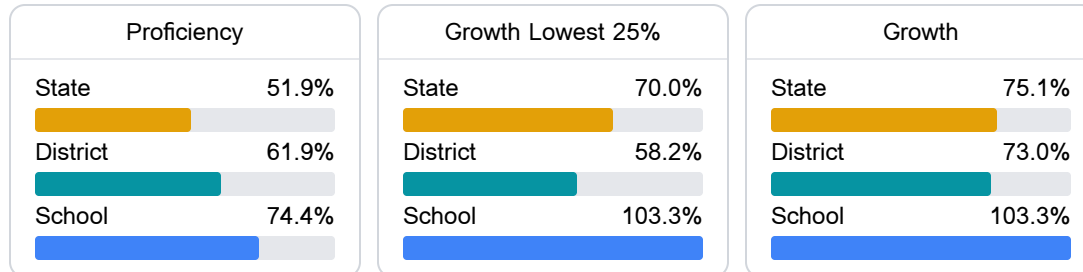 Proficiency
State 51.9%
District 61.9%
School 74.4%
Growth Lowest 25%
State 70.0%
District 58.2%
School 103.3%
Growth
State 75.1%
District 73.0%
School 103.3%